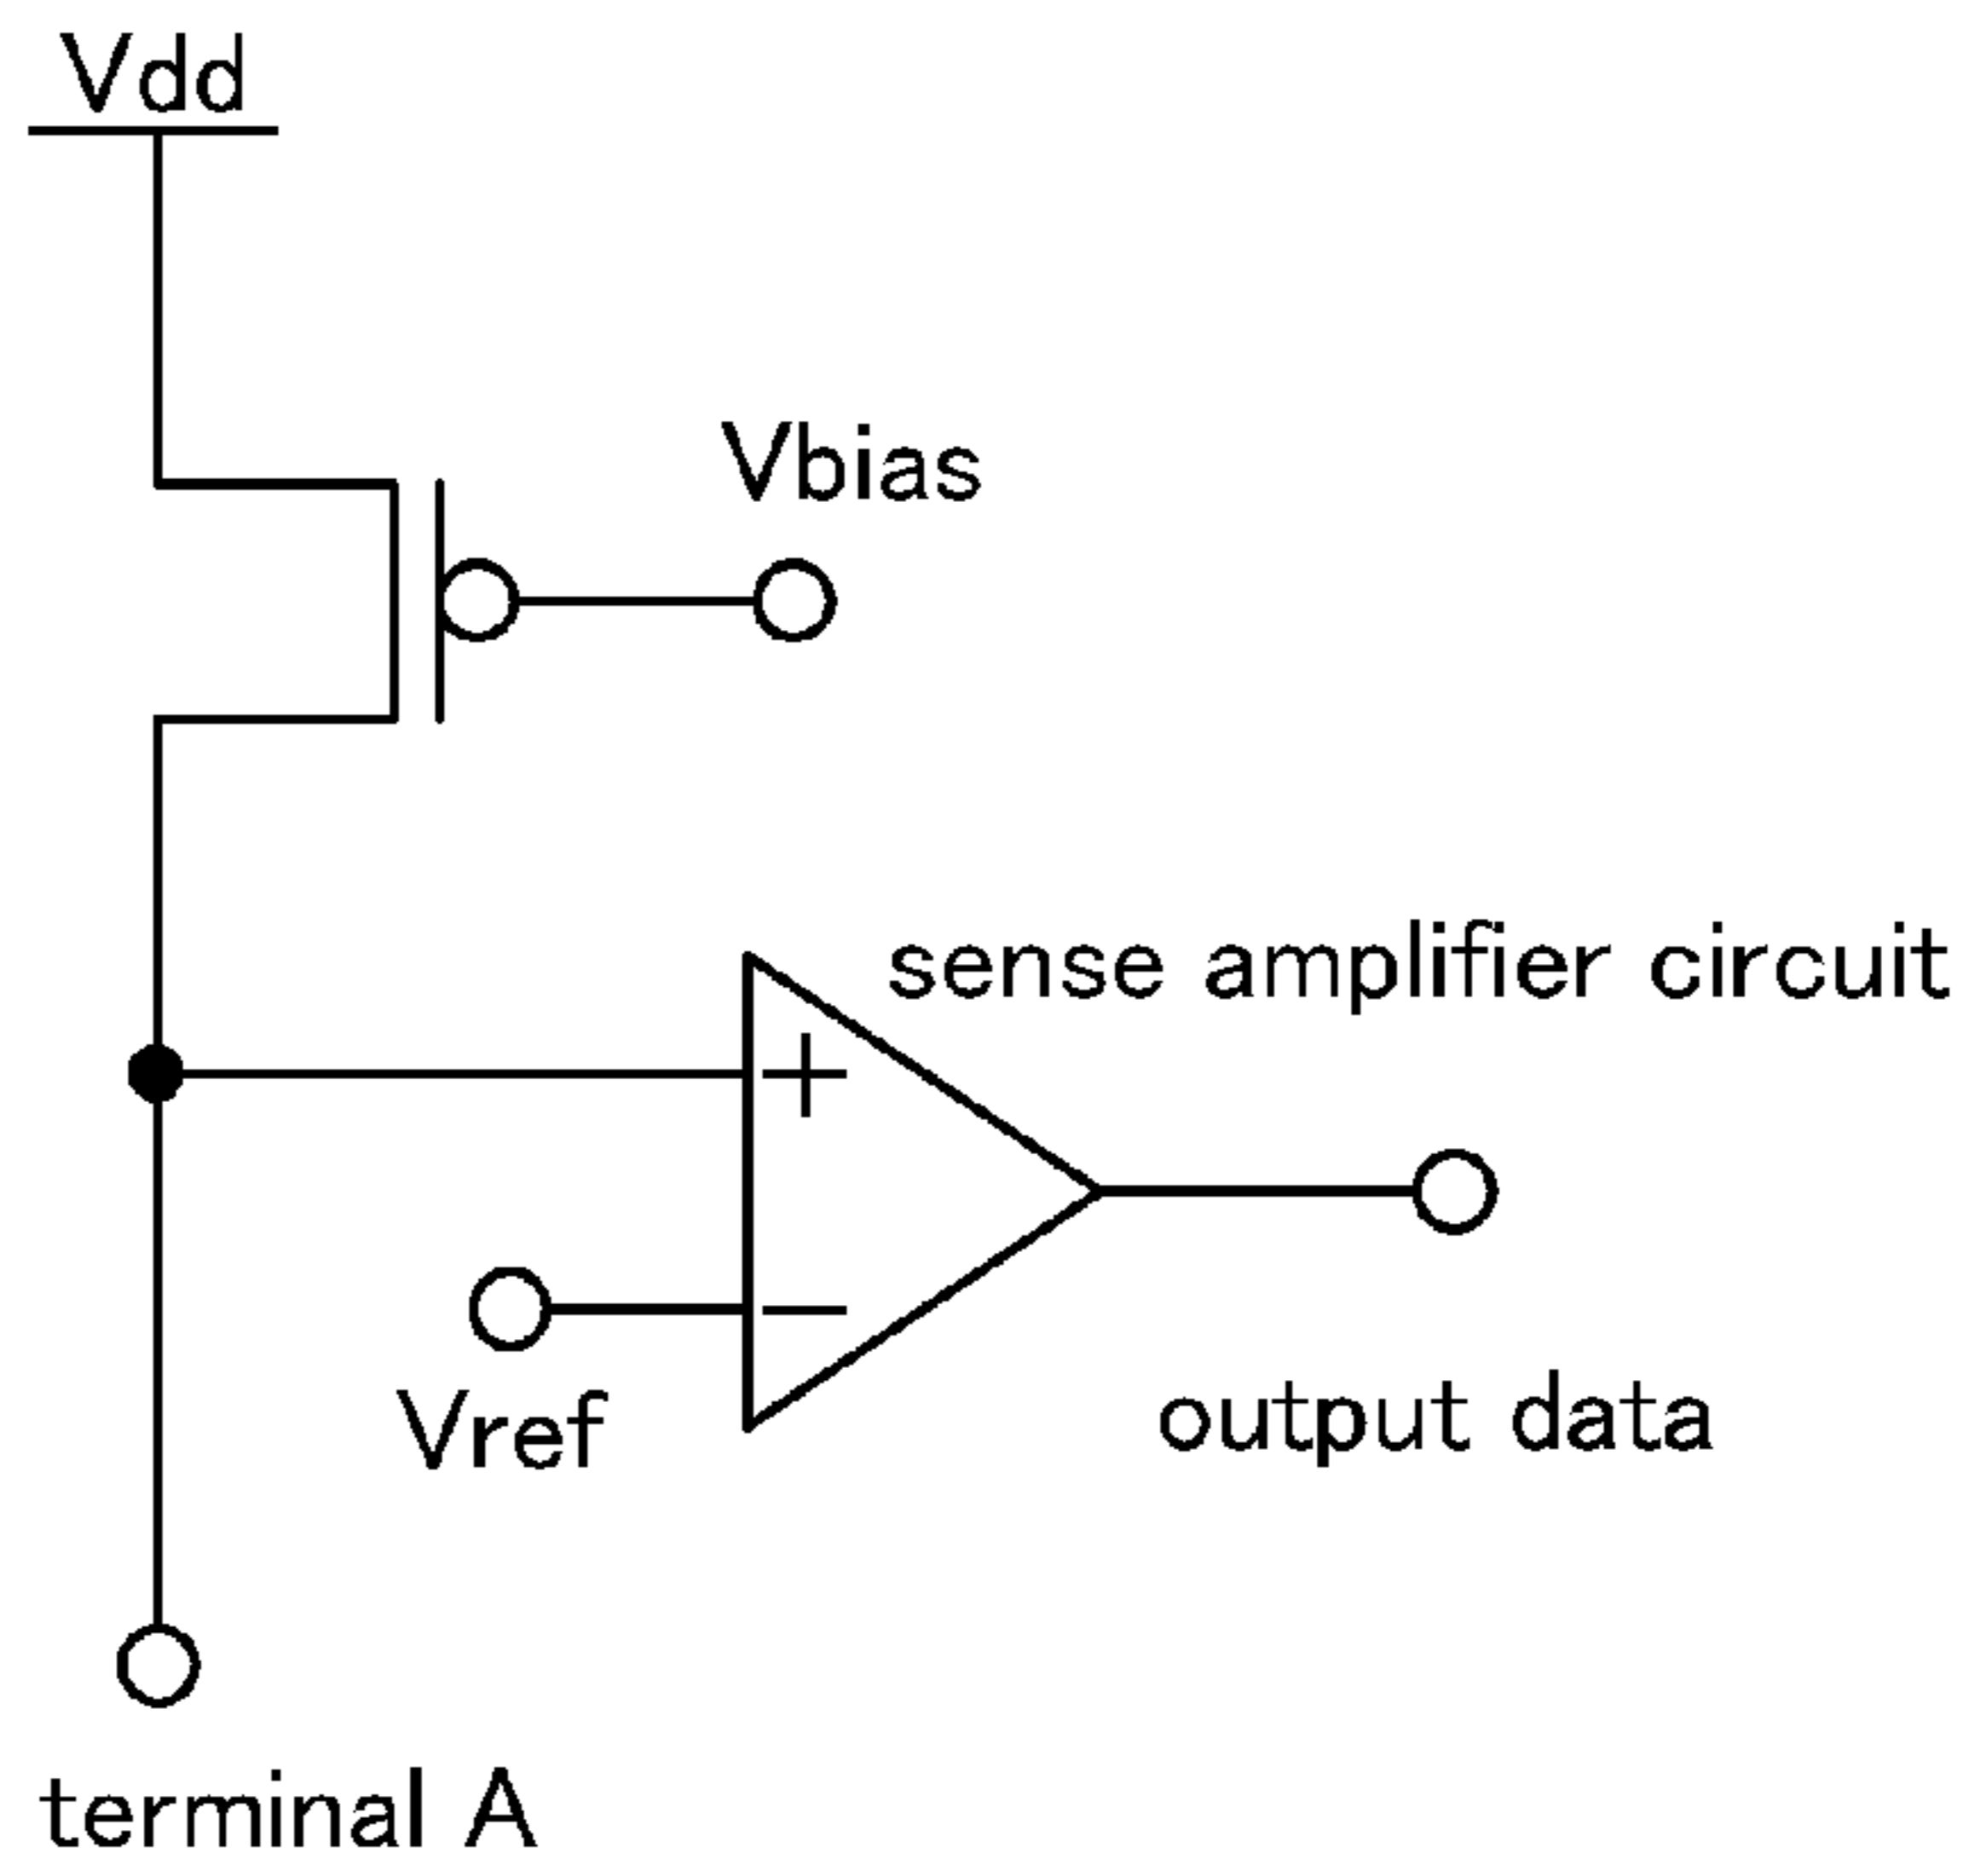 Vdd
Vbias
sense amplifier circuit
+
−
Vref
output data
terminal A